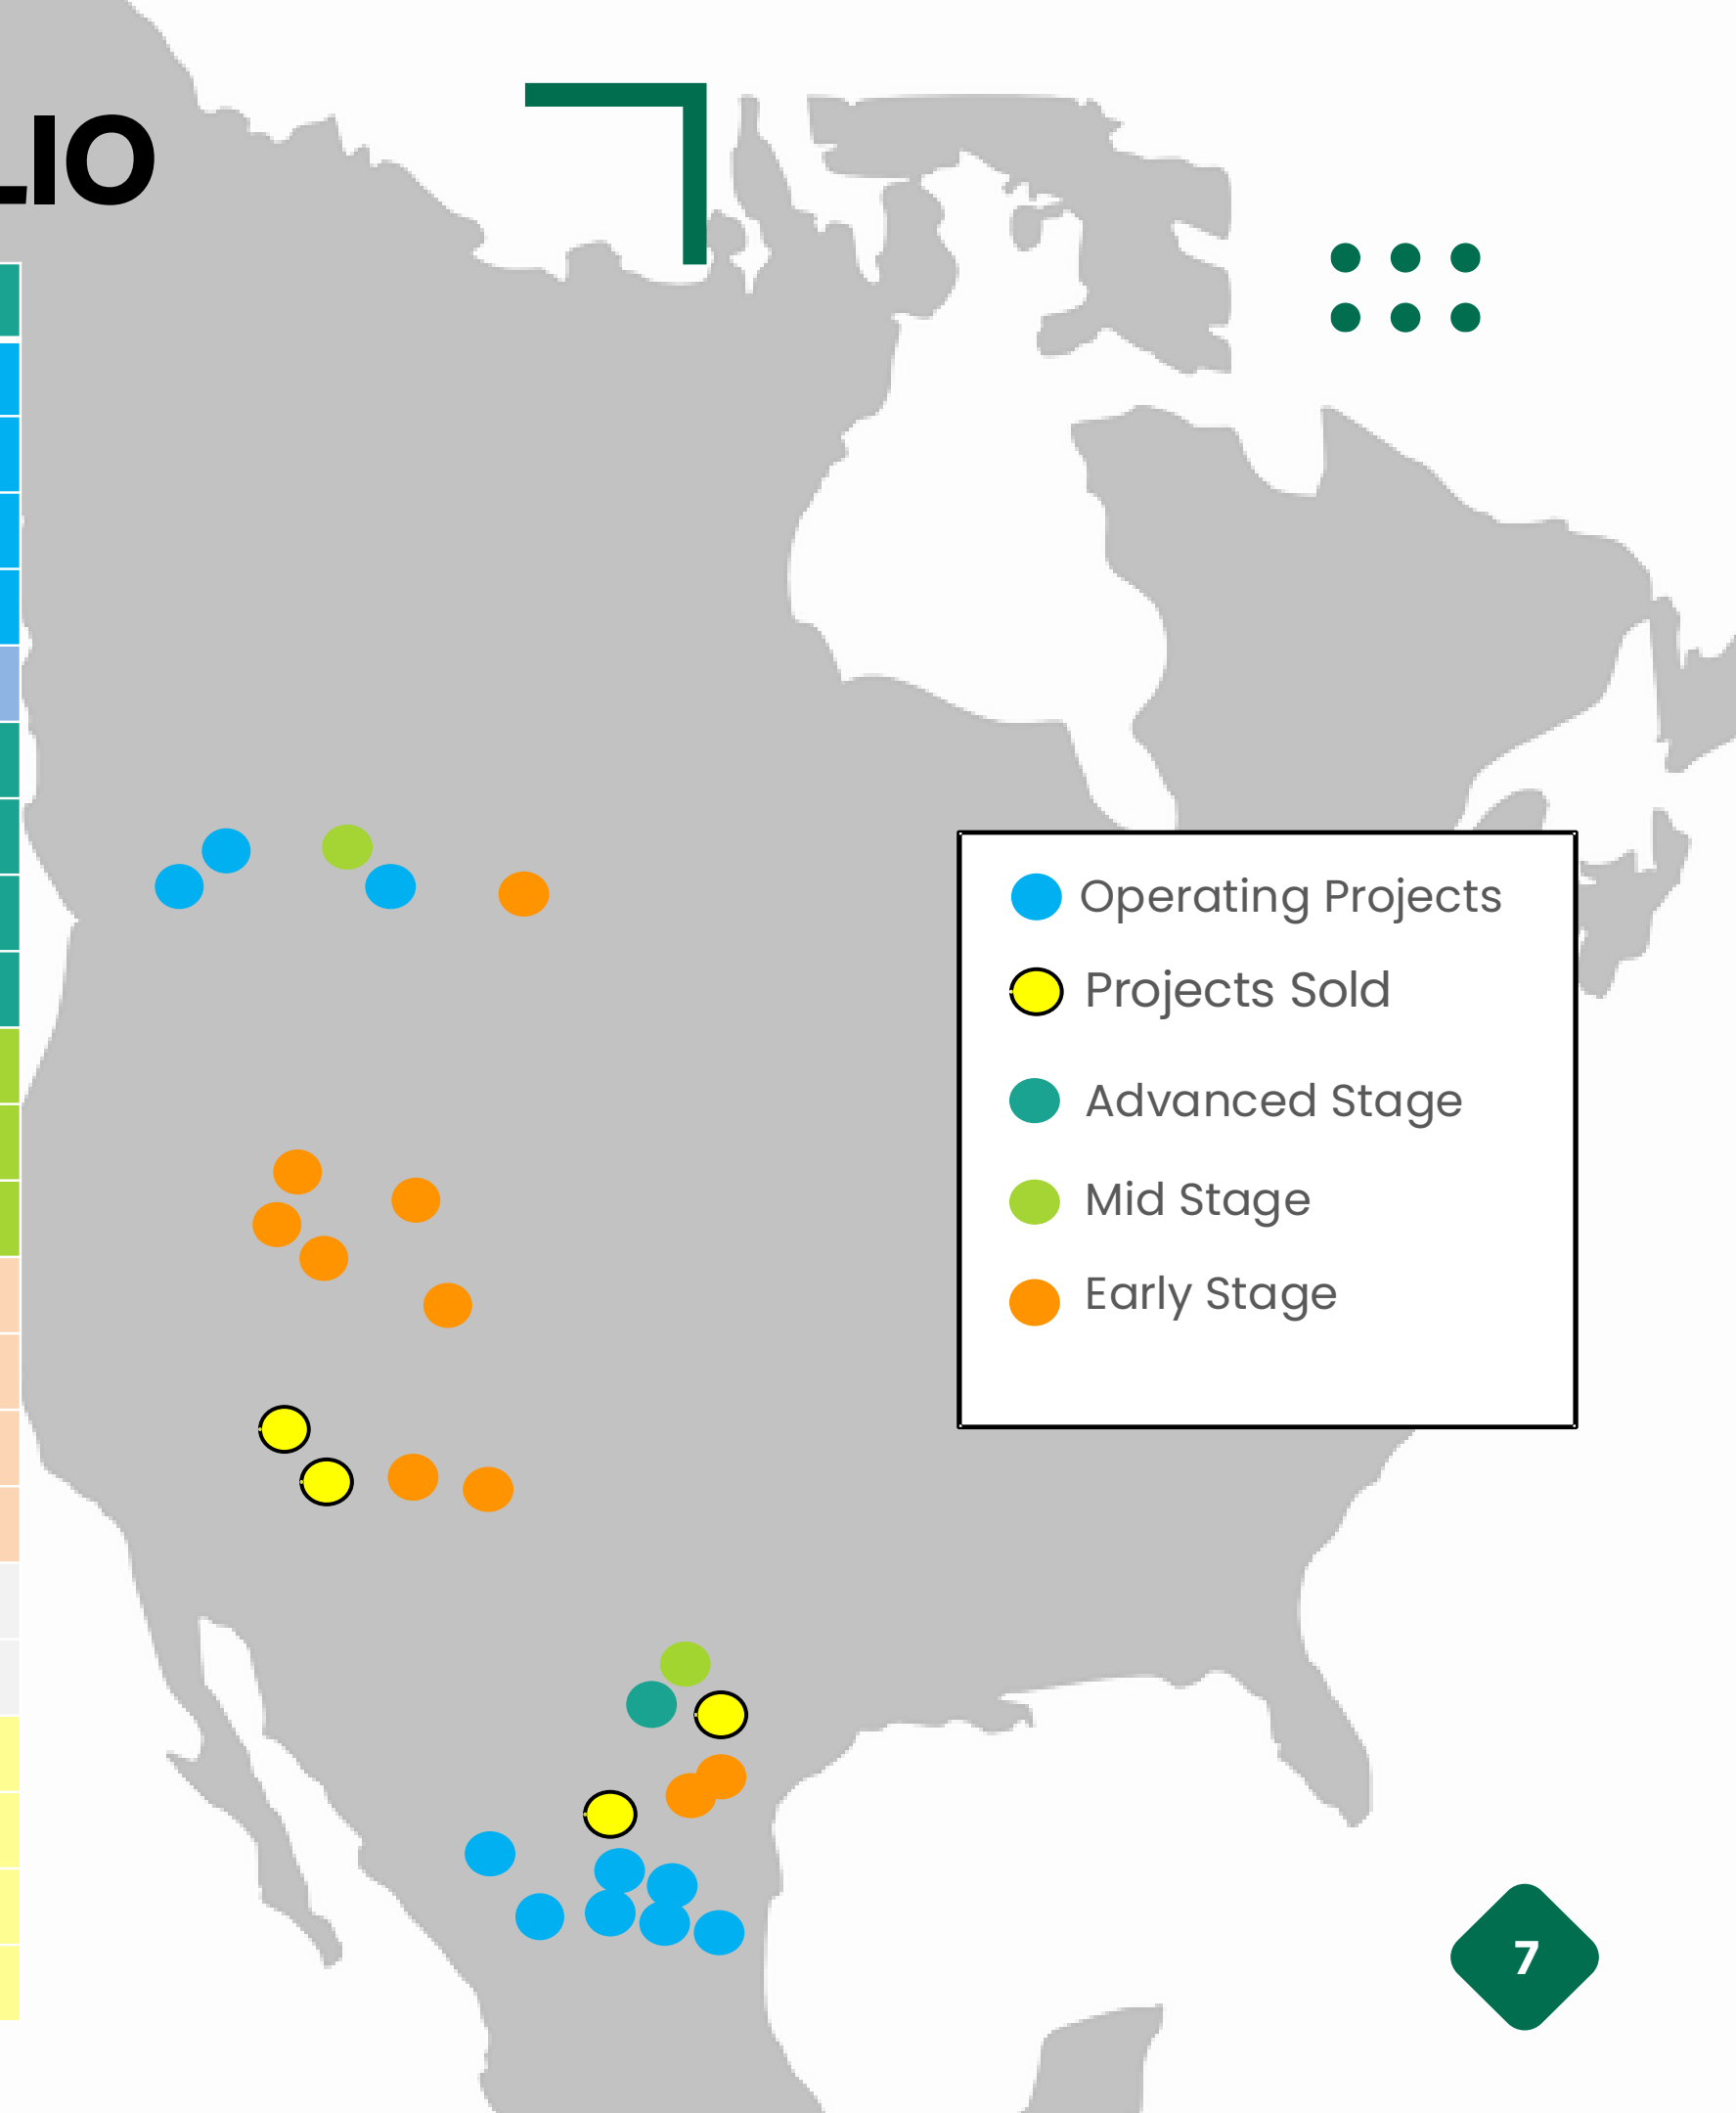 LIO
Operating Projects
Projects Sold
Advanced Stage
Mid Stage
Early Stage
7